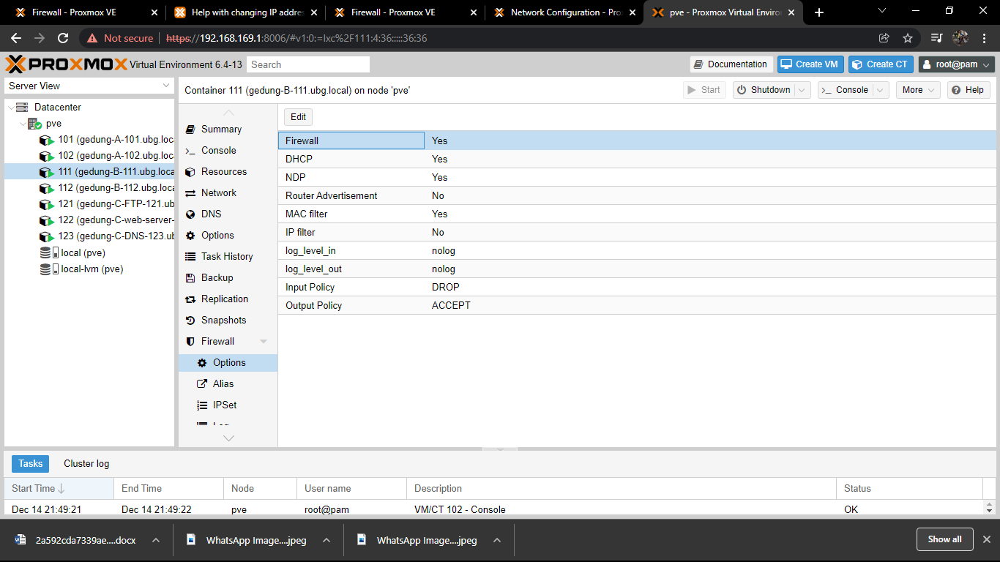 Firewall - Proxmox VE
Help with changing IP addre
Firewall - Proxmox VE
Network Configuration - Pro
pve - Proxmox Virtual Enviro
Not secure https://192.168.169.1:8006/#v1:0:=lxc%2F111:4:36:::::36:36
PROXMOX Virtual Environment 6.4-13 Search Documentation Create VM Create CT root@pam
Server View
Container 111 (gedung-B-111.ubg.local) on node 'pve' Start Shutdown Console More Help
Datacenter
pve
101 (gedung-A-101.ubg.loca
102 (gedung-A-102.ubg.loca
111 (gedung-B-111.ubg.loca
112 (gedung-B-112.ubg.loca
121 (gedung-C-FTP-121.ub
122 (gedung-C-web-server-
123 (gedung-C-DNS-123.ub
local (pve)
local-lvm (pve)
Summary
Console
Resources
Network
DNS
Options
Task History
Backup
Replication
Snapshots
Firewall
Options
Alias
IPSet
Edit
Firewall Yes
DHCP Yes
NDP Yes
Router Advertisement No
MAC filter Yes
IP filter No
log_level_in nolog
log_level_out nolog
Input Policy DROP
Output Policy ACCEPT
Tasks Cluster log
Start Time End Time Node User name Description Status
Dec 14 21:49:21 Dec 14 21:49:22 pve root@pam VM/CT 102 - Console OK
2a592cda7339ae....docx WhatsApp Image....jpeg WhatsApp Image....jpeg Show all